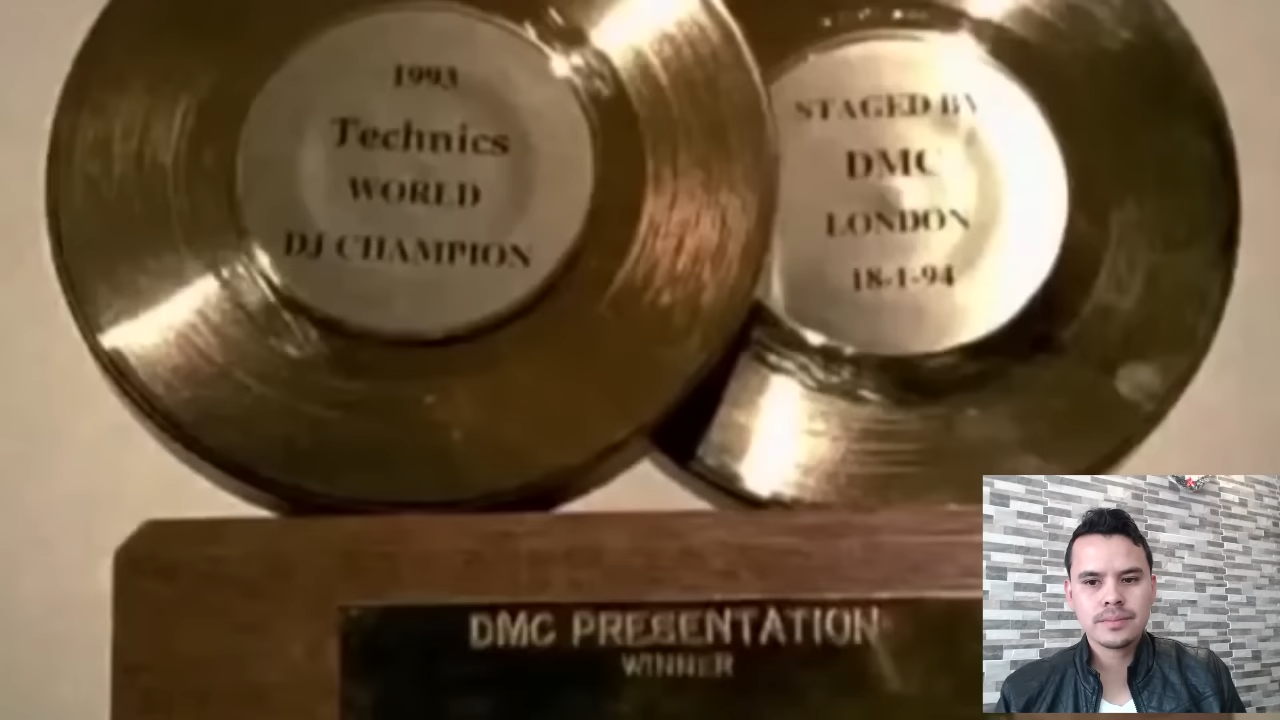 1993
Technics
WORLD
DJ CHAMPION
STAGED BY
DMC
LONDON
18-1-94
DMC PRESENTATION
WINNER